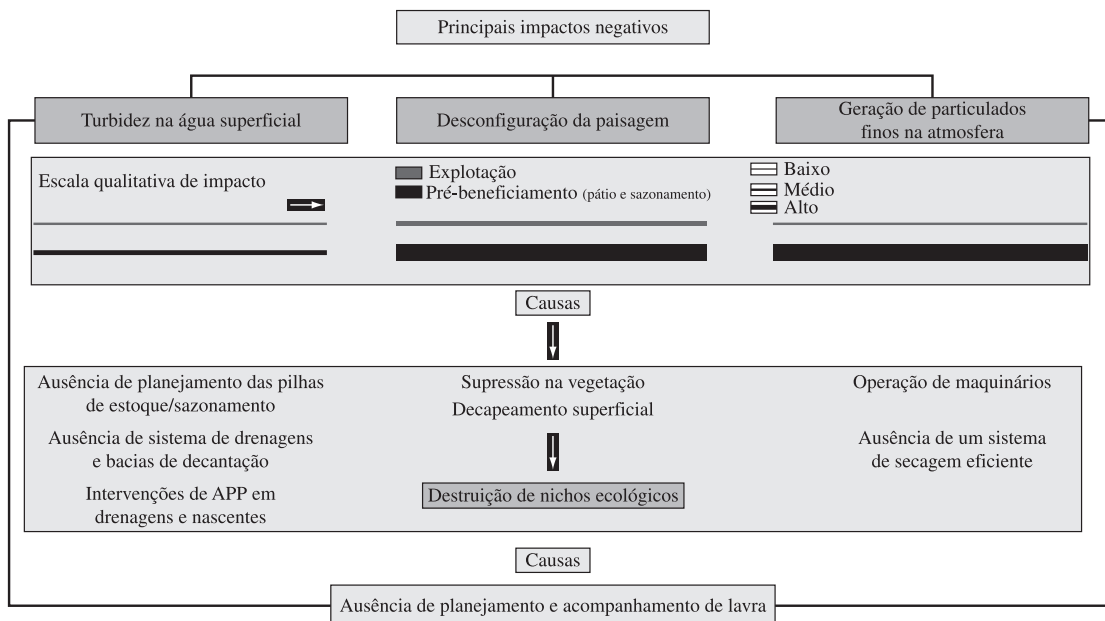 Principais impactos negativos
Turbidez na água superficial
Desconfiguração da paisagem
Geração de particulados
finos na atmosfera
Escala qualitativa de impacto
Explotação
Pré-beneficiamento (pátio e sazonamento)
Baixo
Médio
Alto
Causas
Ausência de planejamento das pilhas
de estoque/sazonamento
Ausência de sistema de drenagens
e bacias de decantação
Intervenções de APP em
drenagens e nascentes
Supressão na vegetação
Decapeamento superficial
Destruição de nichos ecológicos
Operação de maquinários
Ausência de um sistema
de secagem eficiente
Causas
Ausência de planejamento e acompanhamento de lavra